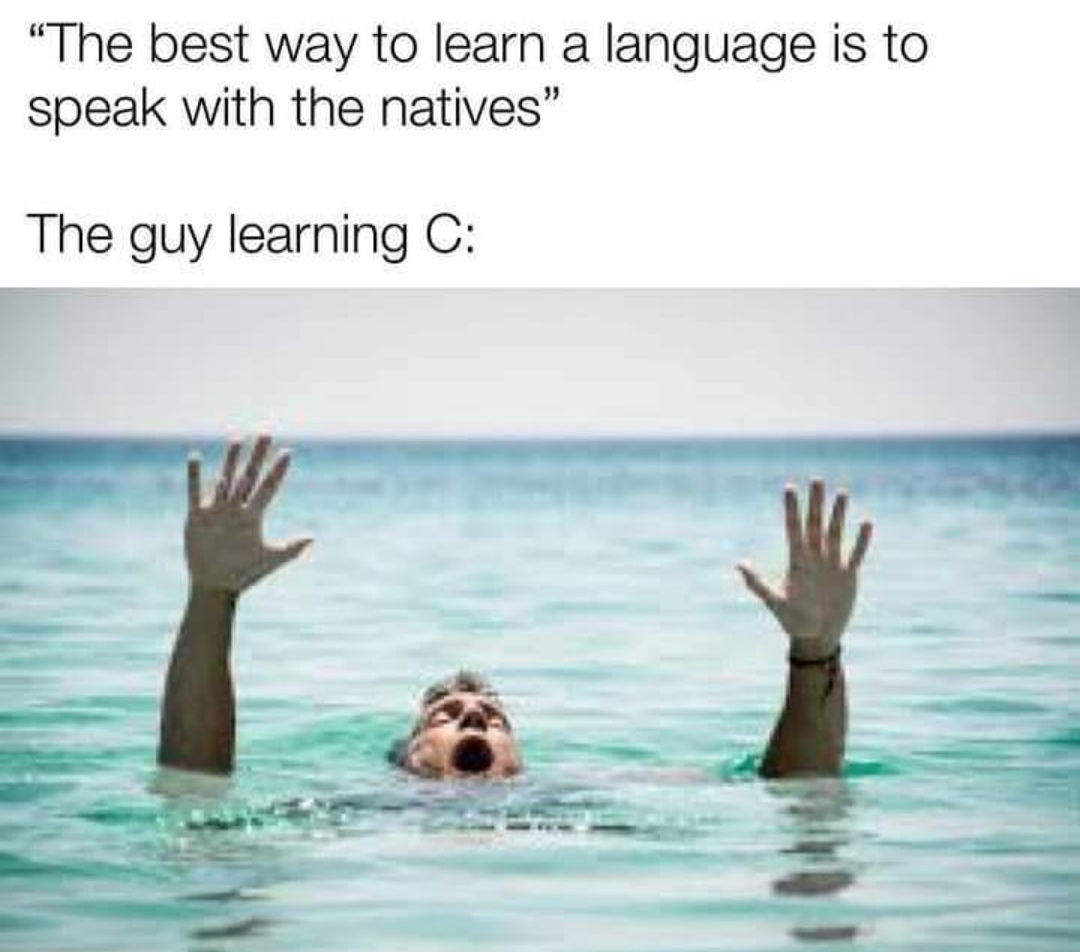 “The best way to learn a language is to
speak with the natives”
The guy learning C: